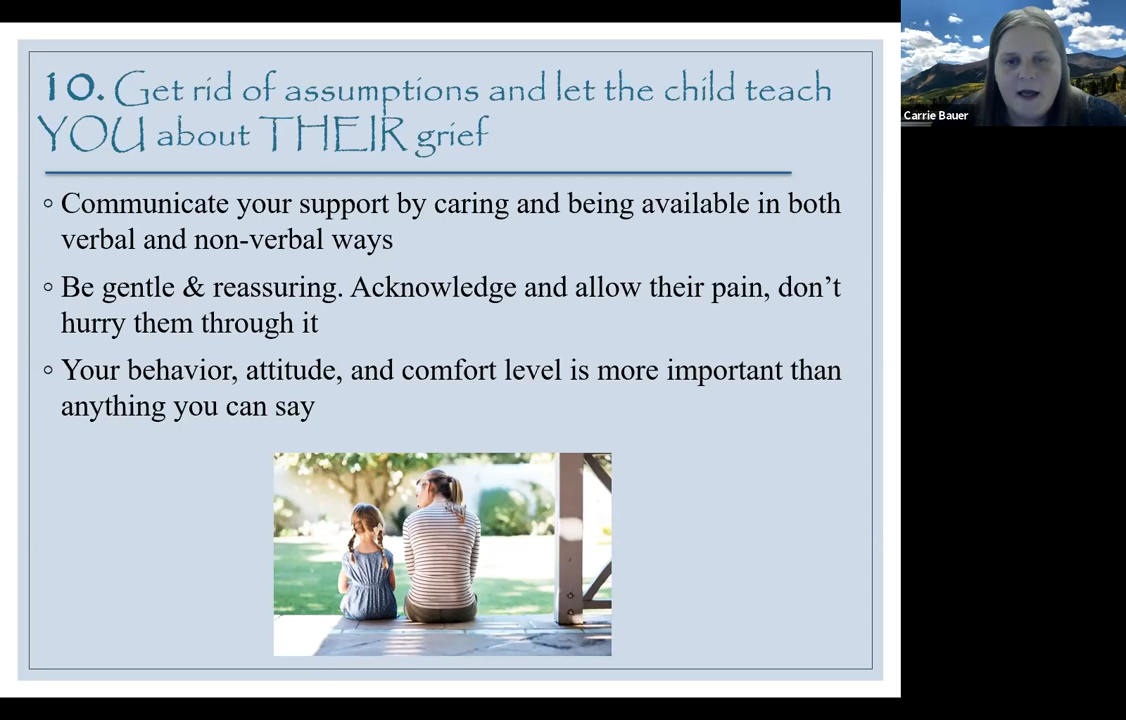 10. Get rid of assumptions and let the child teach
YOU about THEIR grief
◦ Communicate your support by caring and being available in both
verbal and non-verbal ways
◦ Be gentle & reassuring. Acknowledge and allow their pain, don’t
hurry them through it
◦ Your behavior, attitude, and comfort level is more important than
anything you can say
Carrie Bauer